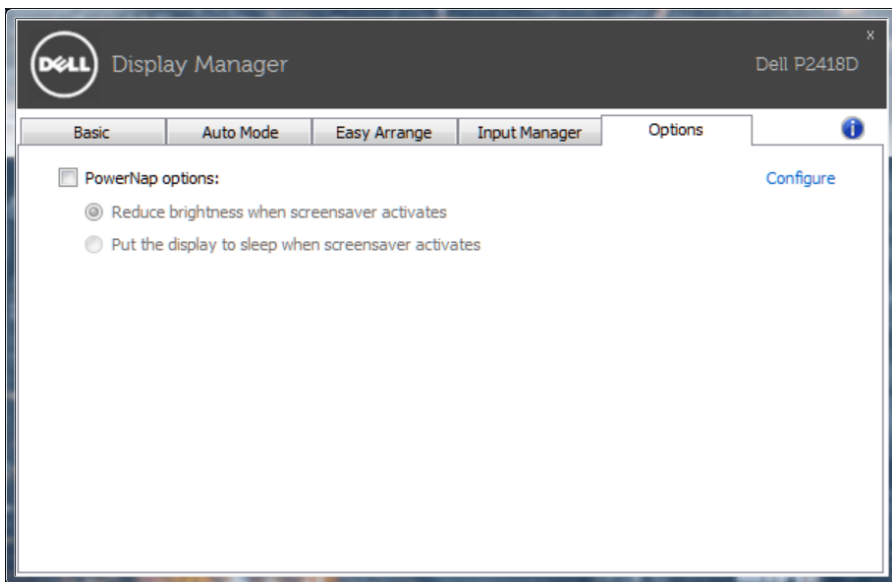 x
DELL Display Manager Dell P2418D
Basic Auto Mode Easy Arrange Input Manager Options i
PowerNap options: Configure
Reduce brightness when screensaver activates
Put the display to sleep when screensaver activates